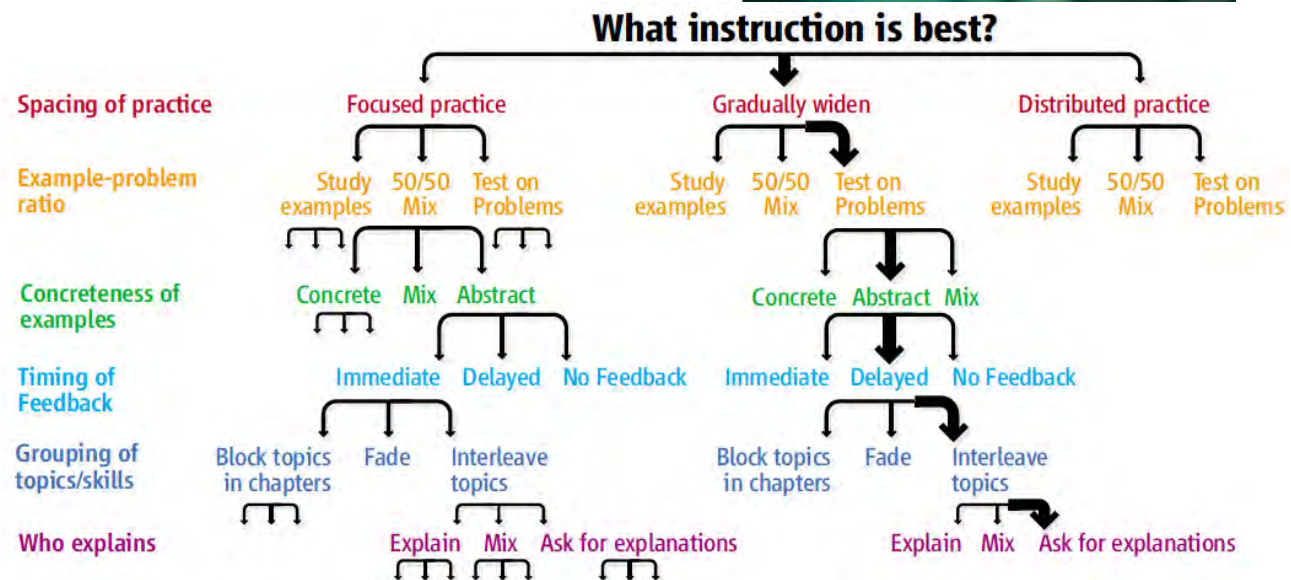 What instruction is best?
Spacing of practice Focused practice Gradually widen Distributed practice
Example-problem Study 50/50 Test on Study 50/50 Test on Study 50/50 Test on
ratio examples Mix Problems examples Mix Problems examples Mix Problems
Concreteness of Concrete Mix Abstract Concrete Abstract Mix
examples
Timing of Immediate Delayed No Feedback Immediate Delayed No Feedback
Feedback
Grouping of Block topics Fade Interleave Block topics Fade Interleave
topics/skills in chapters topics in chapters topics
Who explains Explain Mix Ask for explanations Explain Mix Ask for explanations